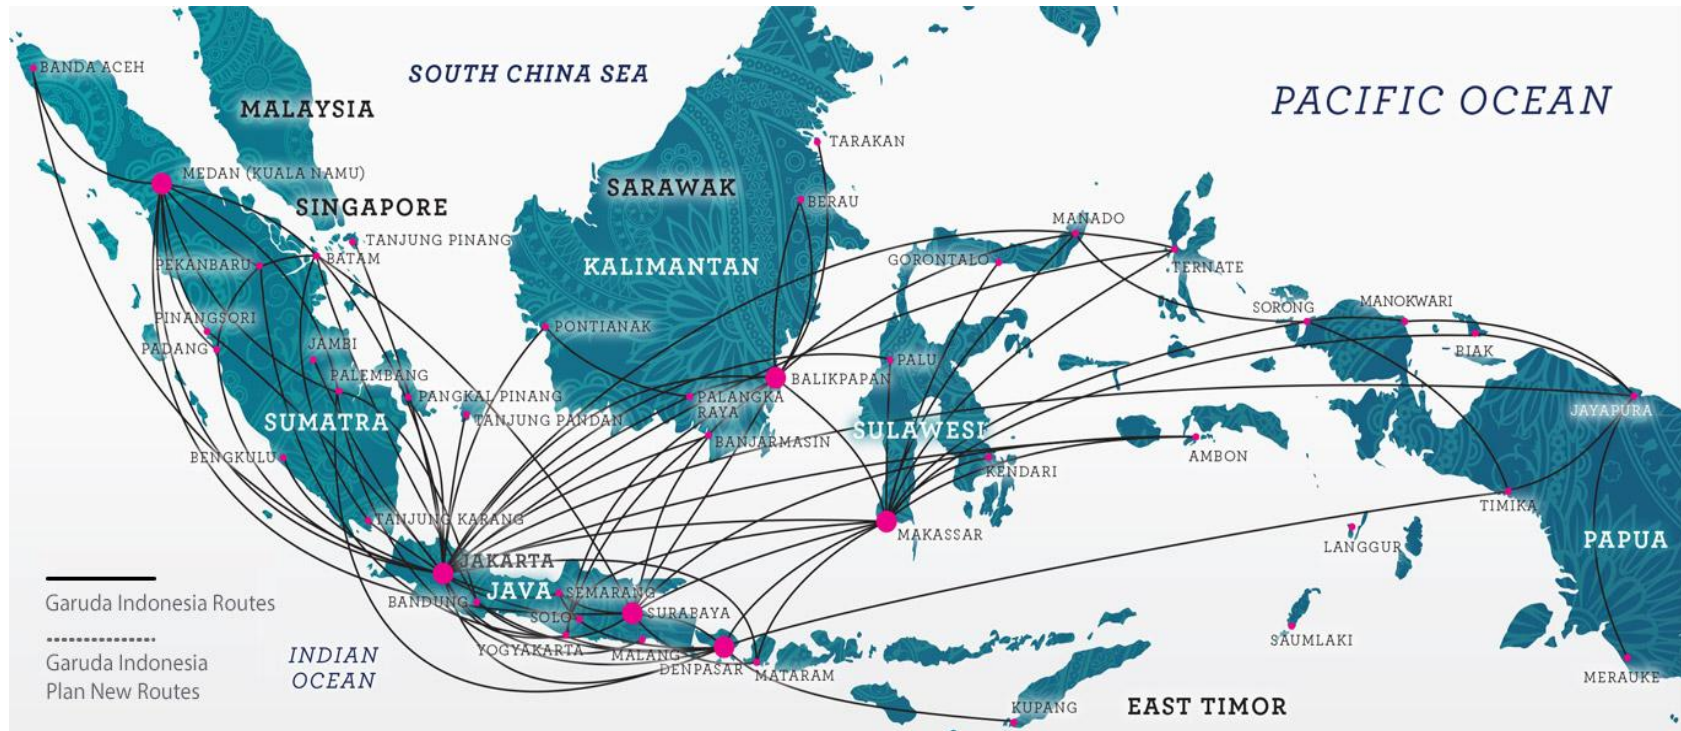 BANDA ACEH
SOUTH CHINA SEA
MALAYSIA
PACIFIC OCEAN
TARAKAN
MEDAN (KUALA NAMU)
SARAWAK
SINGAPORE
BERAU
MANADO
TANJUNG PINANG
BATAM
PEKANBARU
KALIMANTAN
GORONTALO
TERNATE
SORONG
MANOKWARI
PINANGSORI
PONTIANAK
PADANG
JAMBI
BIAK
PALU
PALEMBANG
BALIKPAPAN
PANGKAL PINANG
PALANGKA
RAYA
JAYAPURA
SUMATRA
TANJUNG PANDAN
SULAWESI
BANJARMASIN
BENGKULU
KENDARI
AMBON
TIMIKA
TANJUNG KARANG
MAKASSAR
LANGGUR
PAPUA
JAKARTA
JAVA
Garuda Indonesia Routes
BANDUNG
SEMARANG
SOLO
SURABAYA
YOGYAKARTA
MALANG
DENPASAR
MATARAM
SAUMLAKI
Garuda Indonesia
Plan New Routes
INDIAN
OCEAN
MERAUKE
KUPANG
EAST TIMOR